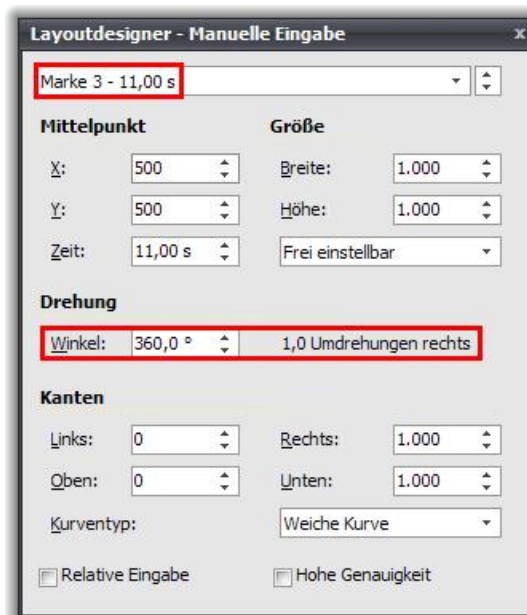 Layoutdesigner - Manuelle Eingabe x
Marke 3 - 11,00 s
Mittelpunkt Größe
X: 500 Breite: 1.000
Y: 500 Höhe: 1.000
Zeit: 11,00 s Frei einstellbar
Drehung
Winkel: 360,0 ° 1,0 Umdrehungen rechts
Kanten
Links: 0 Rechts: 1.000
Oben: 0 Unten: 1.000
Kurventyp: Weiche Kurve
Relative Eingabe Hohe Genauigkeit